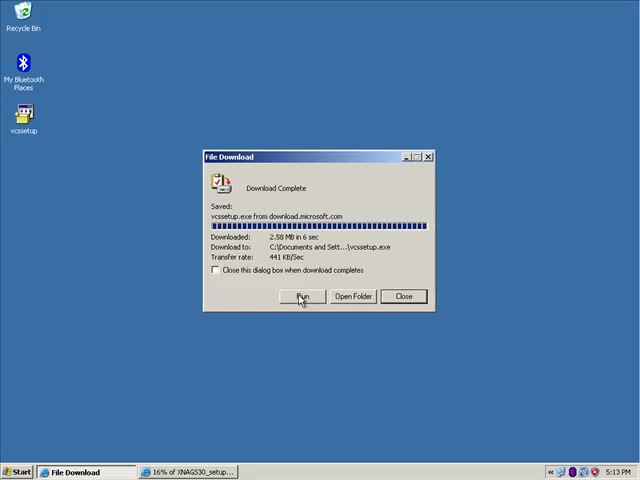 Recycle Bin
My Bluetooth
Places
vcssetup
File Download
Download Complete
Saved:
vcssetup.exe from download.microsoft.com
Downloaded: 2.58 MB in 6 sec
Download to: C:\Documents and Sett...\vcssetup.exe
Transfer rate: 441 KB/Sec
Close this dialog box when download completes
Run Open Folder Close
Start File Download 16% of XNAGS30_setup... « 5:13 PM